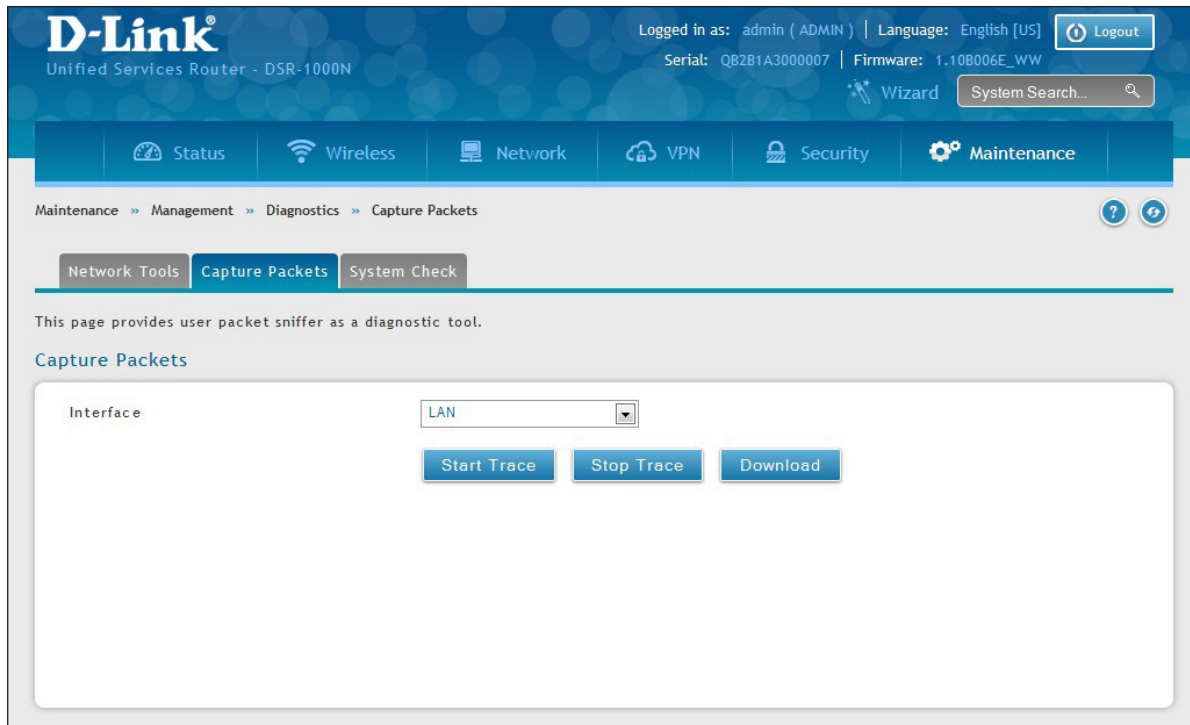 D-Link®
Unified Services Router - DSR-1000N
Logged in as: admin ( ADMIN ) | Language: English [US]
Logout
Serial: QB2B1A3000007 | Firmware: 1.10B006E_WW
Wizard
System Search...
Status Wireless Network VPN Security Maintenance
Maintenance » Management » Diagnostics » Capture Packets
?
Network Tools Capture Packets System Check
This page provides user packet sniffer as a diagnostic tool.
Capture Packets
Interface LAN
Start Trace Stop Trace Download